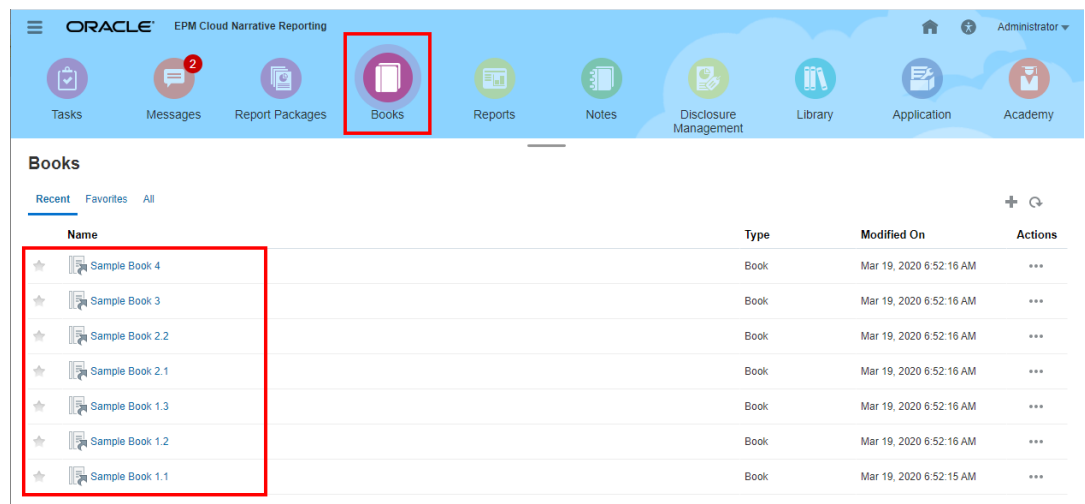 ORACLE® EPM Cloud Narrative Reporting Administrator
2
Tasks Messages Report Packages Books Reports Notes Disclosure Management Library Application Academy
Books
Recent Favorites All
Name Type Modified On Actions
Sample Book 4 Book Mar 19, 2020 6:52:16 AM
Sample Book 3 Book Mar 19, 2020 6:52:16 AM
Sample Book 2.2 Book Mar 19, 2020 6:52:16 AM
Sample Book 2.1 Book Mar 19, 2020 6:52:16 AM
Sample Book 1.3 Book Mar 19, 2020 6:52:16 AM
Sample Book 1.2 Book Mar 19, 2020 6:52:16 AM
Sample Book 1.1 Book Mar 19, 2020 6:52:15 AM